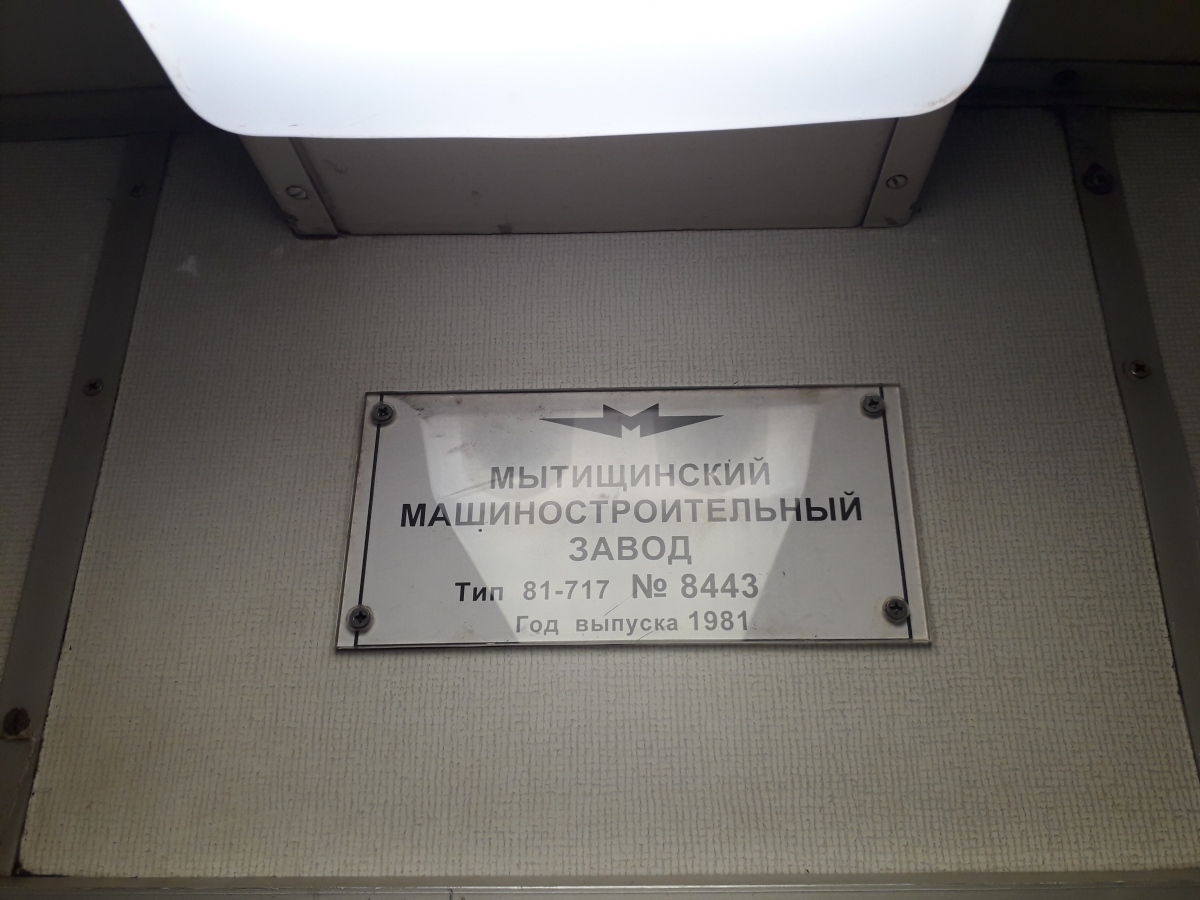 М
МЫТИЩИНСКИЙ
МАШИНОСТРОИТЕЛЬНЫЙ
ЗАВОД
Тип 81-717 № 8443
Год выпуска 1981